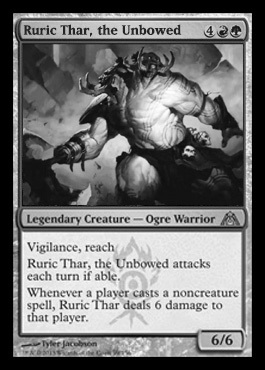 Ruric Thar, the Unbowed 4
Legendary Creature — Ogre Warrior
Vigilance, reach
Ruric Thar, the Unbowed attacks
each turn if able.
Whenever a player casts a noncreature
spell, Ruric Thar deals 6 damage to
that player.
Tyler Jacobson
6/6